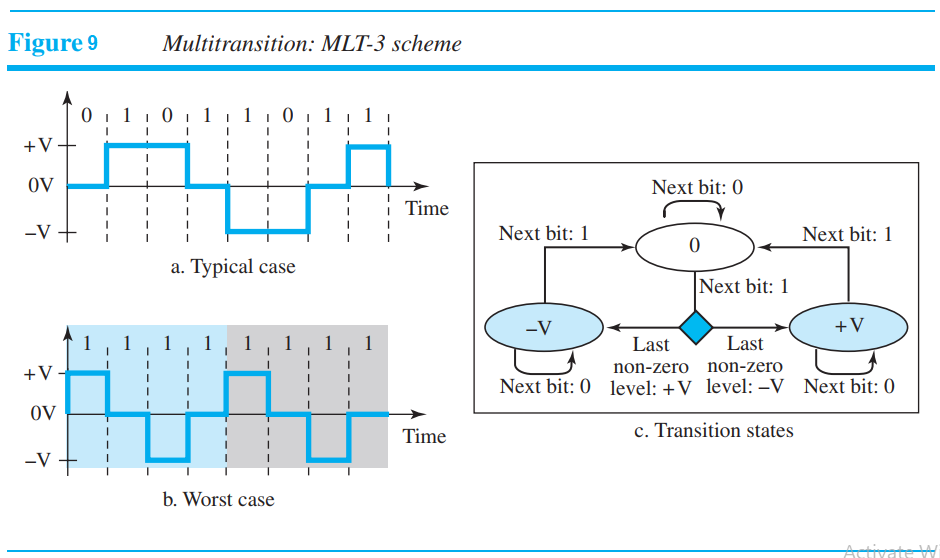 Figure 9 Multitransition: MLT-3 scheme
0 1 0 1 1 0 1 1
+V
0V
−V
Time
a. Typical case
1 1 1 1 1 1 1 1
+V
0V
−V
Time
b. Worst case
Next bit: 0
Next bit: 1
0
Next bit: 1
Next bit: 1
−V
+V
Last
non-zero
level: +V
Last
non-zero
level: −V
Next bit: 0
Next bit: 0
c. Transition states
Activate W